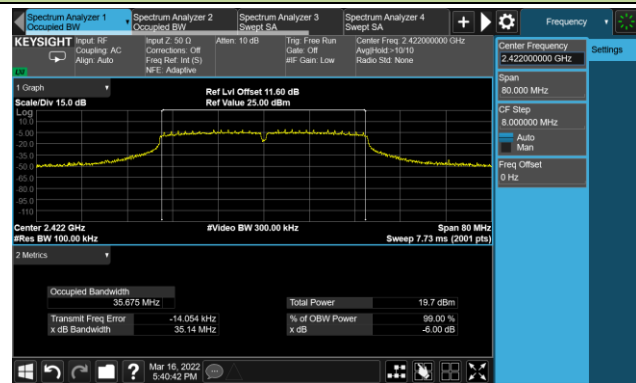 Spectrum Analyzer 1
Occupied BW
Spectrum Analyzer 2
Occupied BW
Spectrum Analyzer 3
Swept SA
Spectrum Analyzer 4
Swept SA
Frequency
KEYSIGHT
Input: RF
Coupling: AC
Align: Auto
Input Z: 50 Ω
Corrections: Off
Freq Ref: Int (S)
NFE: Adaptive
Atten: 10 dB
Trig: Free Run
Gate: Off
#IF Gain: Low
Center Freq: 2.422000000 GHz
Avg|Hold:>10/10
Radio Std: None
Center Frequency
2.422000000 GHz
Settings
Span
80.000 MHz
CF Step
8.000000 MHz
Auto
Man
Freq Offset
0 Hz
1 Graph
Scale/Div 15.0 dB
Ref Lvl Offset 11.60 dB
Ref Value 25.00 dBm
Log
10.0
-5.00
-20.0
-35.0
-50.0
-65.0
-80.0
-95.0
-110
Center 2.422 GHz
#Res BW 100.00 kHz
#Video BW 300.00 kHz
Span 80 MHz
Sweep 7.73 ms (2001 pts)
2 Metrics
Occupied Bandwidth
35.675 MHz
Transmit Freq Error -14.054 kHz
x dB Bandwidth 35.14 MHz
Total Power 19.7 dBm
% of OBW Power 99.00 %
x dB -6.00 dB
Mar 16, 2022
5:40:42 PM